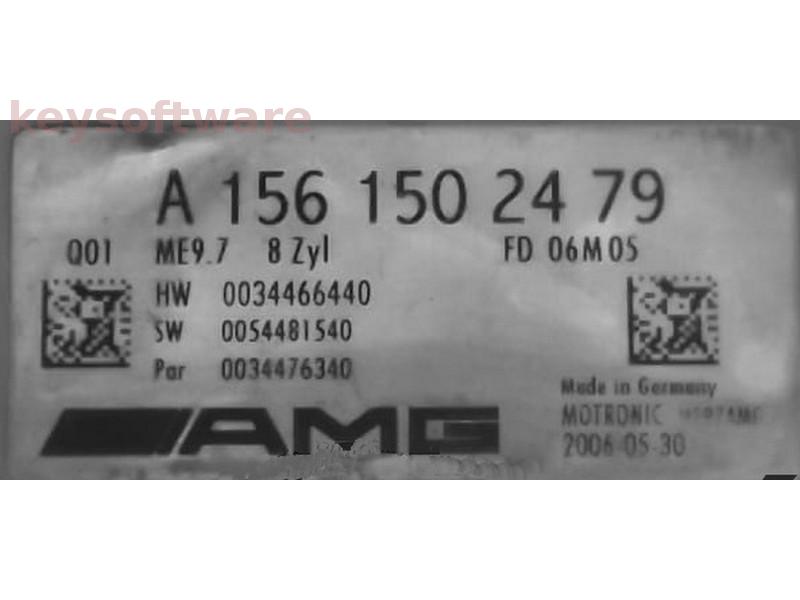 keysoftware
A 156 150 24 79
Q01 ME9.7 8 Zyl FD 06M05
HW 0034466440
SW 0054481540
Par 0034476340
Made in Germany
AMG
MOTRONIC
2006-05-30